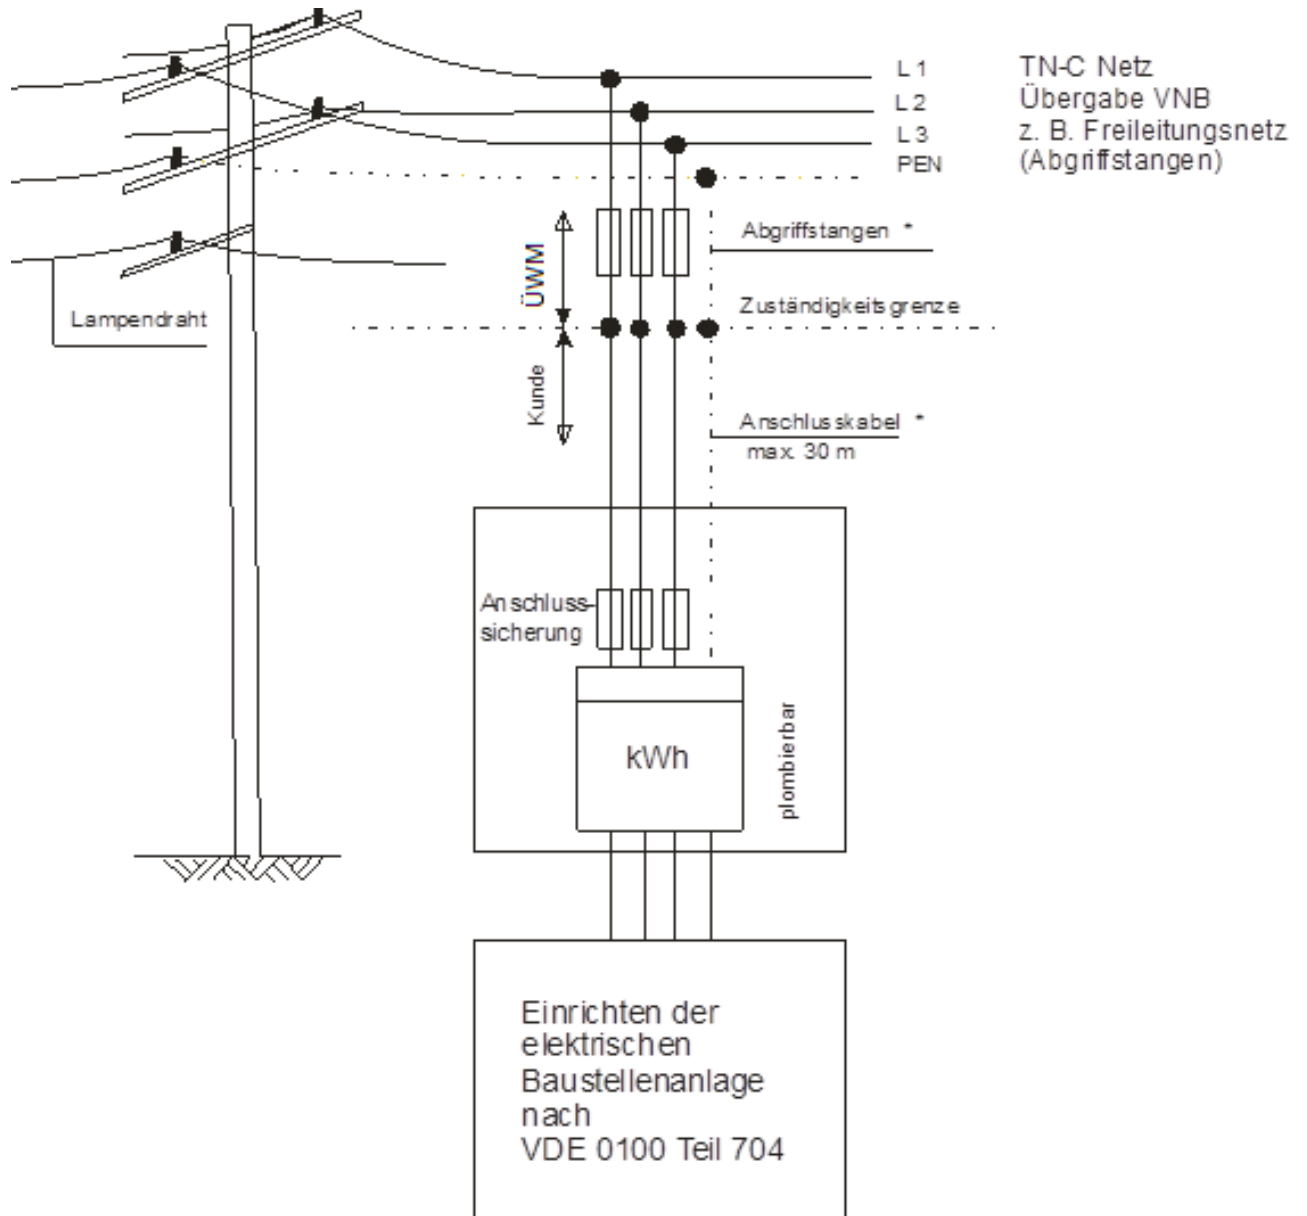 L 1
L 2
L 3
PEN
TN-C Netz
Übergabe VNB
z. B. Freileitungsnetz
(Abgriffstangen)
Abgriffstangen *
ÜWM
Zuständigkeitsgrenze
Lampendraht
Kunde
Anschlusskabel *
max. 30 m
Anschluss-
sicherung
kWh
plombierbar
Einrichten der
elektrischen
Baustellenanlage
nach
VDE 0100 Teil 704